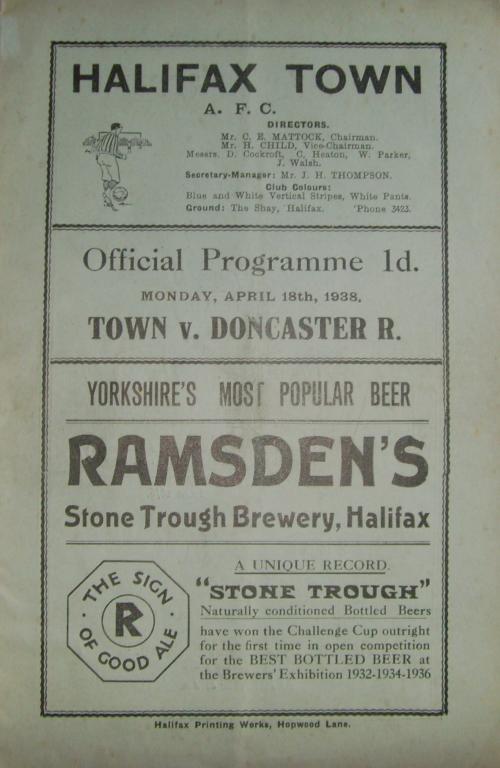 HALIFAX TOWN
A. F. C.
DIRECTORS.
Mr. C. E. MATTOCK, Chairman.
Mr. H. CHILD, Vice-Chairman.
Messrs. D. Cockroft, C. Heaton, W. Parker,
J. Walsh.
Secretary-Manager: Mr. J. H. THOMPSON.
Club Colours:
Blue and White Vertical Stripes, White Pants.
Ground: The Shay, Halifax. 'Phone 3423.
Official Programme 1d.
MONDAY, APRIL 18th, 1938.
TOWN v. DONCASTER R.
YORKSHIRE'S MOST POPULAR BEER
RAMSDEN'S
Stone Trough Brewery, Halifax
THE SIGN
R
OF GOOD ALE
A UNIQUE RECORD.
"STONE TROUGH"
Naturally conditioned Bottled Beers
have won the Challenge Cup outright
for the first time in open competition
for the BEST BOTTLED BEER at
the Brewers' Exhibition 1932-1934-1936
Halifax Printing Works, Hopwood Lane.